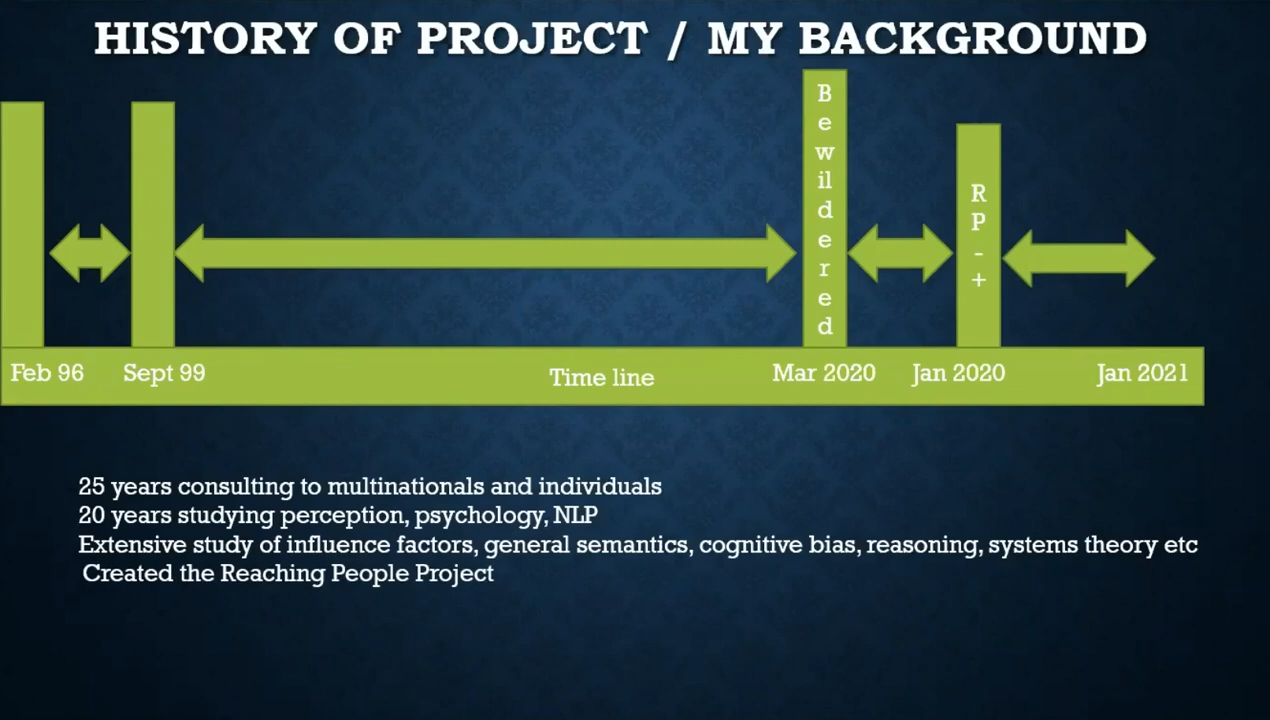 HISTORY OF PROJECT / MY BACKGROUND
Bewildered
RP-+
Feb 96 Sept 99 Time line Mar 2020 Jan 2020 Jan 2021
25 years consulting to multinationals and individuals
20 years studying perception, psychology, NLP
Extensive study of influence factors, general semantics, cognitive bias, reasoning, systems theory etc
Created the Reaching People Project